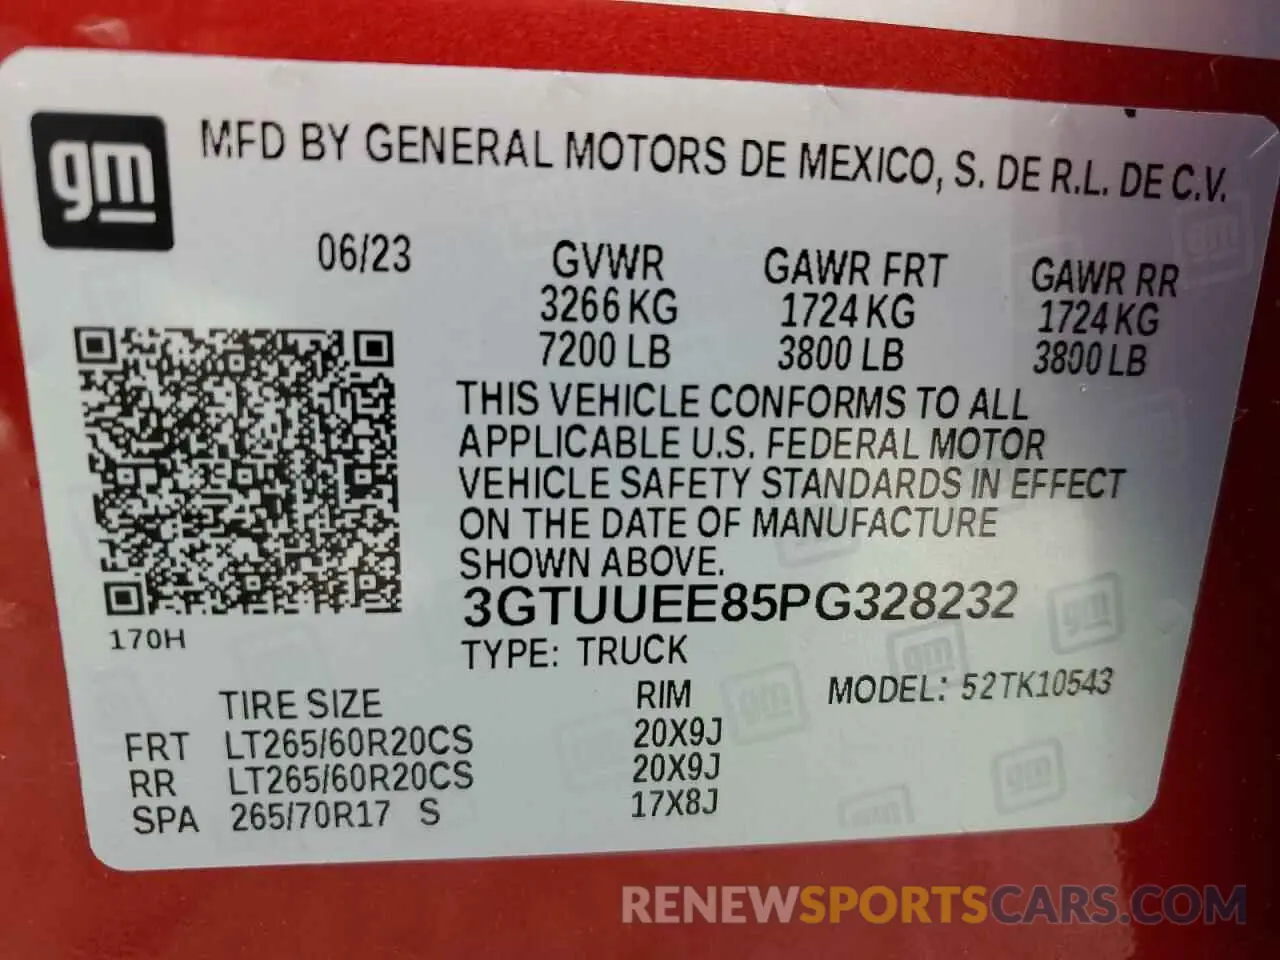 gm
MFD BY GENERAL MOTORS DE MEXICO, S. DE R.L. DE C.V.
06/23
GVWR
3266 KG
7200 LB
GAWR FRT
1724 KG
3800 LB
GAWR RR
1724 KG
3800 LB
THIS VEHICLE CONFORMS TO ALL
APPLICABLE U.S. FEDERAL MOTOR
VEHICLE SAFETY STANDARDS IN EFFECT
ON THE DATE OF MANUFACTURE
SHOWN ABOVE.
3GTUUEE85PG328232
170H
TYPE: TRUCK
MODEL: 52TK10543
TIRE SIZE RIM
FRT LT265/60R20CS 20X9J
RR LT265/60R20CS 20X9J
SPA 265/70R17 S 17X8J
RENEWSPORTSCARS.COM